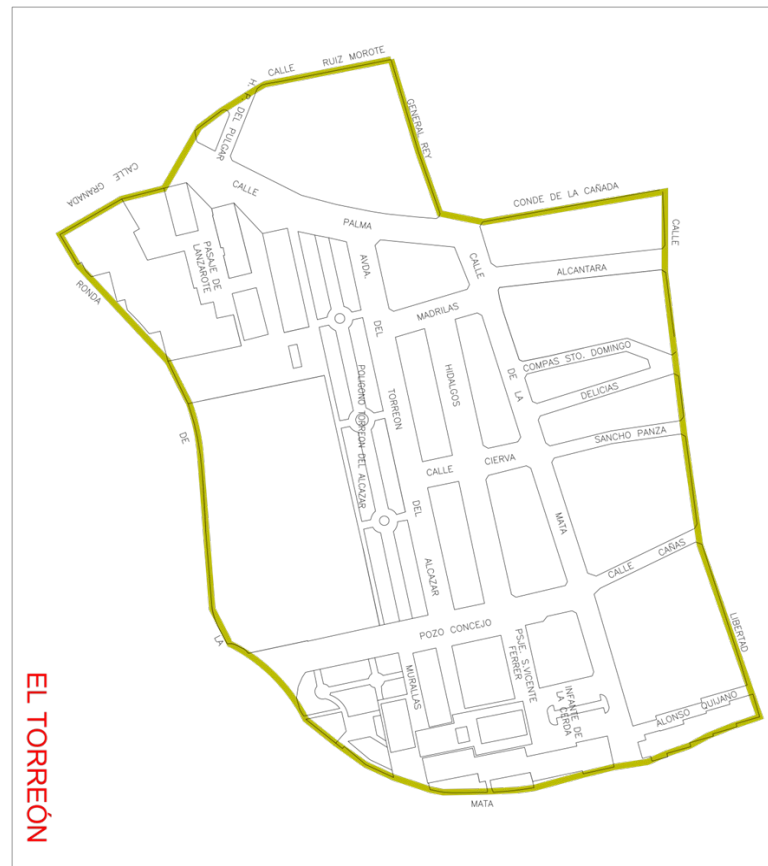 CALLE RUIZ MOROTE
H. P. DEL PULGAR
GENERAL REY
CALLE GRANADA
CALLE
PALMA
CONDE DE LA CAÑADA
CALLE
PASAJE DE
LANZAROTE
AVDA.
CALLE
ALCANTARA
RONDA
MADRILAS
DEL
COMPAS STO. DOMINGO
HIDALGOS
DE LA
DELICIAS
POLIGONO TORREON DEL ALCAZAR
TORREON
SANCHO PANZA
DE
CALLE CIERVA
DEL
MATA
ALCAZAR
CALLE CAÑAS
LA
POZO CONCEJO
LIBERTAD
PSJE. S.VICENTE
FERRER
MURALLAS
INFANTE DE
LA CERDA
ALONSO QUIJANO
MATA
EL TORREÓN